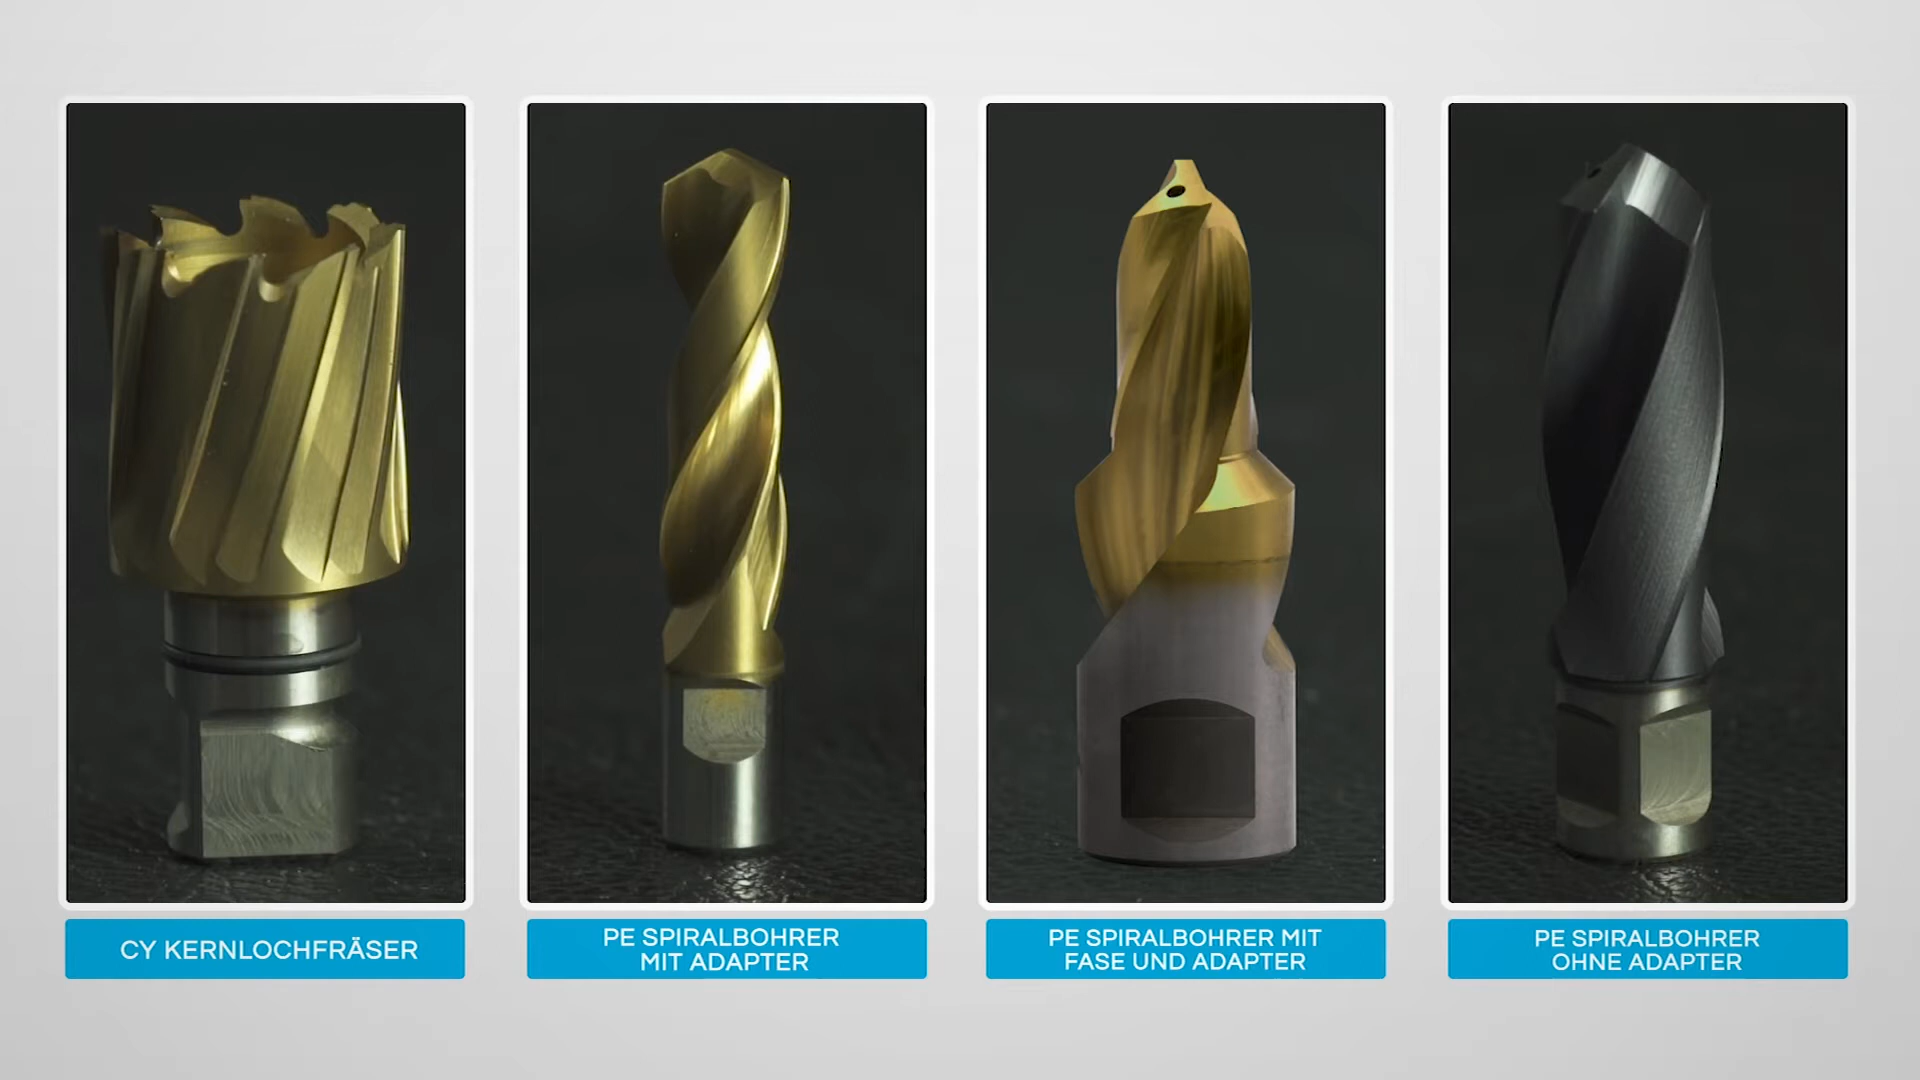 CY KERNLOCHFRÄSER
PE SPIRALBOHRER
MIT ADAPTER
PE SPIRALBOHRER MIT
FASE UND ADAPTER
PE SPIRALBOHRER
OHNE ADAPTER